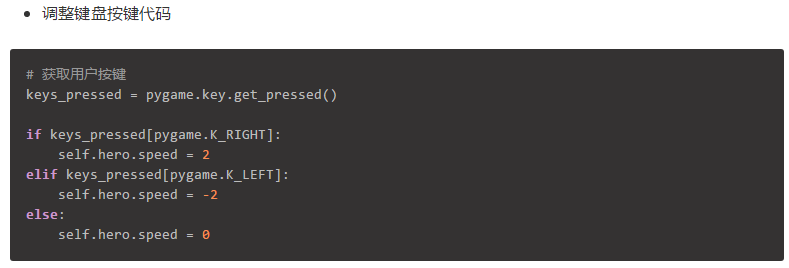 调整键盘按键代码
# 获取用户按键
keys_pressed = pygame.key.get_pressed()
if keys_pressed[pygame.K_RIGHT]:
    self.hero.speed = 2
elif keys_pressed[pygame.K_LEFT]:
    self.hero.speed = -2
else:
    self.hero.speed = 0